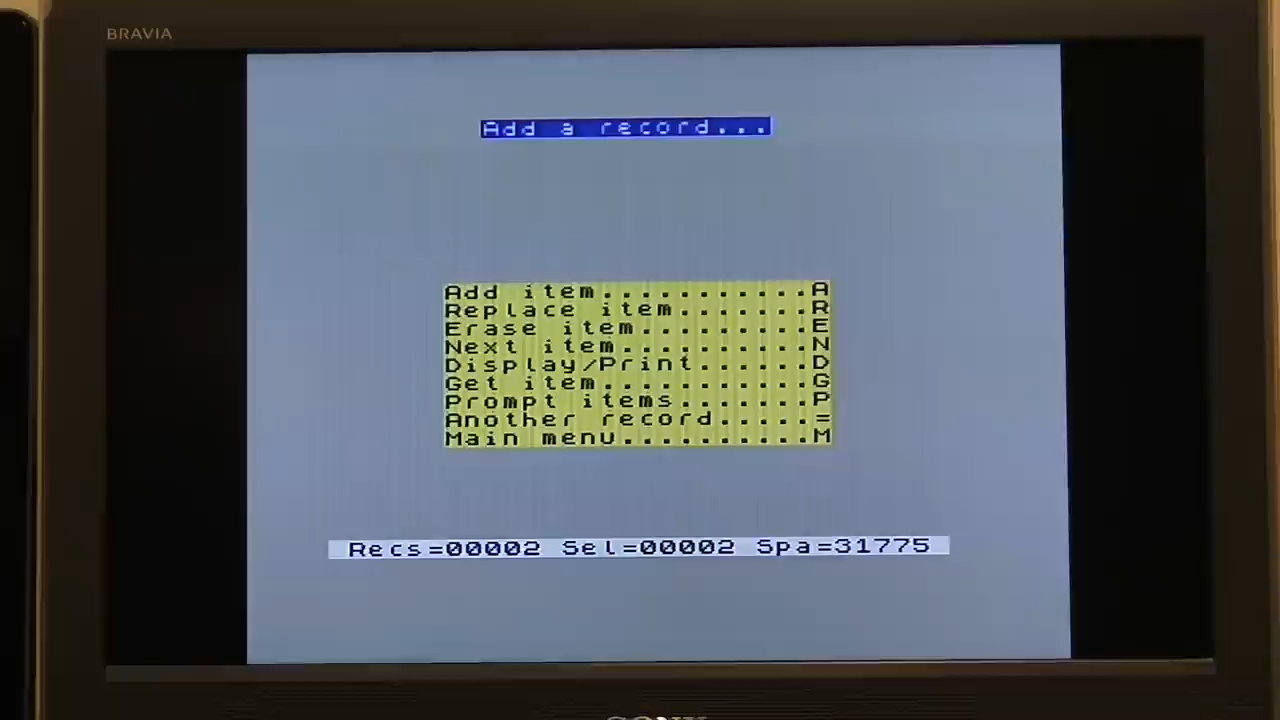 BRAVIA
Add a record...
Add item...........A
Replace item.......R
Erase item.........E
Next item..........N
Display/Print......D
Get item...........G
Prompt items.......P
Another record.....=
Main menu..........M
Recs=00002 Sel=00002 Spa=31775
SONY